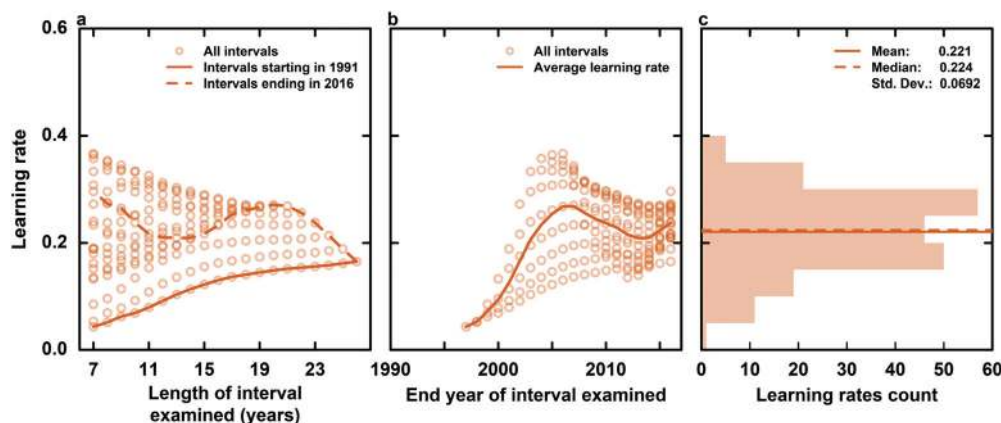 a
b
c
0.6
0.4
0.2
0.0
Learning rate
All intervals
Intervals starting in 1991
Intervals ending in 2016
7 11 15 19 23
Length of interval
examined (years)
All intervals
Average learning rate
1990 2000 2010
End year of interval examined
Mean: 0.221
Median: 0.224
Std. Dev.: 0.0692
0 10 20 30 40 50 60
Learning rates count